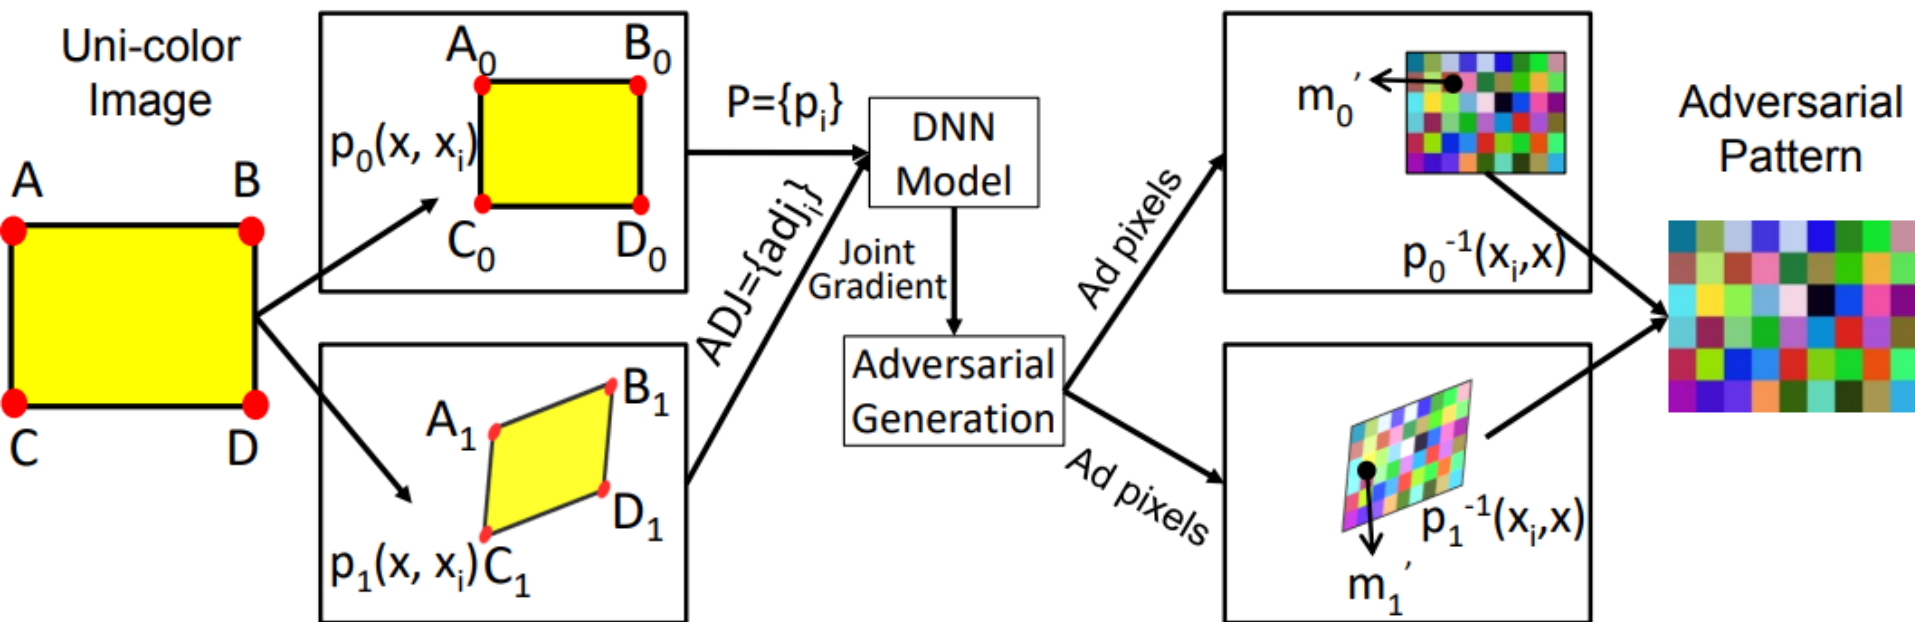 Uni-color
Image
A
B
C
D
A₀
B₀
p₀(x, xᵢ)
C₀
D₀
A₁
B₁
D₁
p₁(x, xᵢ)
C₁
P={pᵢ}
ADJ={adjᵢ}
DNN
Model
Joint
Gradient
Adversarial
Generation
Ad pixels
Ad pixels
m₀′
p₀⁻¹(xᵢ,x)
p₁⁻¹(xᵢ,x)
m₁′
Adversarial
Pattern